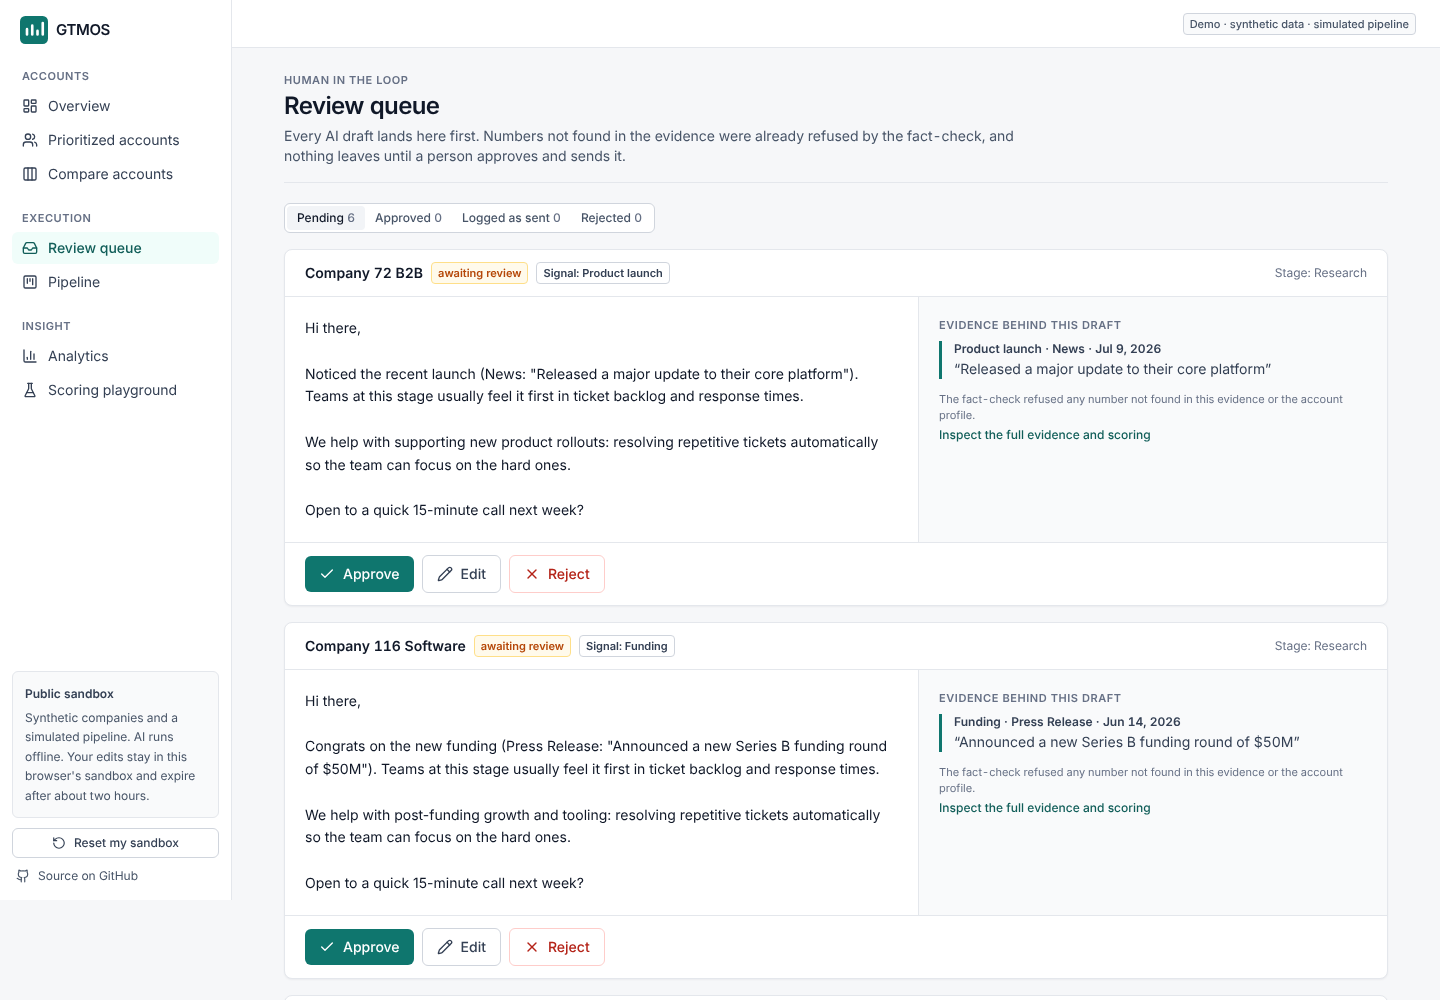 GTMOS
Demo · synthetic data · simulated pipeline
ACCOUNTS
Overview
Prioritized accounts
Compare accounts
EXECUTION
Review queue
Pipeline
INSIGHT
Analytics
Scoring playground
Public sandbox
Synthetic companies and a
simulated pipeline. AI runs
offline. Your edits stay in this
browser's sandbox and expire
after about two hours.
Reset my sandbox
Source on GitHub
HUMAN IN THE LOOP
Review queue
Every AI draft lands here first. Numbers not found in the evidence were already refused by the fact-check, and
nothing leaves until a person approves and sends it.
Pending 6 Approved 0 Logged as sent 0 Rejected 0
Company 72 B2B awaiting review Signal: Product launch Stage: Research
Hi there,
Noticed the recent launch (News: "Released a major update to their core platform").
Teams at this stage usually feel it first in ticket backlog and response times.
We help with supporting new product rollouts: resolving repetitive tickets automatically
so the team can focus on the hard ones.
Open to a quick 15-minute call next week?
EVIDENCE BEHIND THIS DRAFT
Product launch · News · Jul 9, 2026
“Released a major update to their core platform”
The fact-check refused any number not found in this evidence or the account
profile.
Inspect the full evidence and scoring
Approve Edit Reject
Company 116 Software awaiting review Signal: Funding Stage: Research
Hi there,
Congrats on the new funding (Press Release: "Announced a new Series B funding round
of $50M"). Teams at this stage usually feel it first in ticket backlog and response times.
We help with post-funding growth and tooling: resolving repetitive tickets automatically
so the team can focus on the hard ones.
Open to a quick 15-minute call next week?
EVIDENCE BEHIND THIS DRAFT
Funding · Press Release · Jun 14, 2026
“Announced a new Series B funding round of $50M”
The fact-check refused any number not found in this evidence or the account
profile.
Inspect the full evidence and scoring
Approve Edit Reject